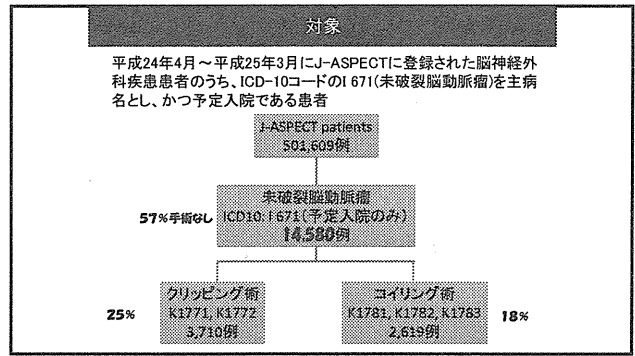 対象
平成24年4月～平成25年3月にJ-ASPECTに登録された脳神経外
科疾患患者のうち、ICD-10コードのI 671(未破裂脳動脈瘤)を主病
名とし、かつ予定入院である患者
J-ASPECT patients
501,609例
未破裂脳動脈瘤
57%手術なし
ICD10: I 671(予定入院のみ)
14,580例
クリッピング術
K1771, K1772
3,710例
25%
コイリング術
K1781, K1782, K1783
2,619例
18%